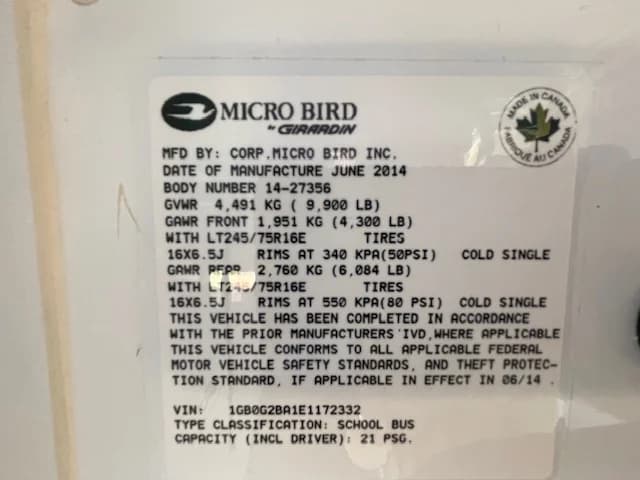 MICRO BIRD
by GIRARDIN
MADE IN CANADA
FABRIQUÉ AU CANADA
MFD BY: CORP.MICRO BIRD INC.
DATE OF MANUFACTURE JUNE 2014
BODY NUMBER 14-27356
GVWR 4,491 KG ( 9,900 LB)
GAWR FRONT 1,951 KG (4,300 LB)
WITH LT245/75R16E TIRES
16X6.5J RIMS AT 340 KPA(50PSI) COLD SINGLE
GAWR REAR 2,760 KG (6,084 LB)
WITH LT245/75R16E TIRES
16X6.5J RIMS AT 550 KPA(80 PSI) COLD SINGLE
THIS VEHICLE HAS BEEN COMPLETED IN ACCORDANCE
WITH THE PRIOR MANUFACTURERS'IVD,WHERE APPLICABLE
THIS VEHICLE CONFORMS TO ALL APPLICABLE FEDERAL
MOTOR VEHICLE SAFETY STANDARDS, AND THEFT PROTEC-
TION STANDARD, IF APPLICABLE IN EFFECT IN 06/14 .
VIN: 1GB0G2BA1E1172332
TYPE CLASSIFICATION: SCHOOL BUS
CAPACITY (INCL DRIVER): 21 PSG.